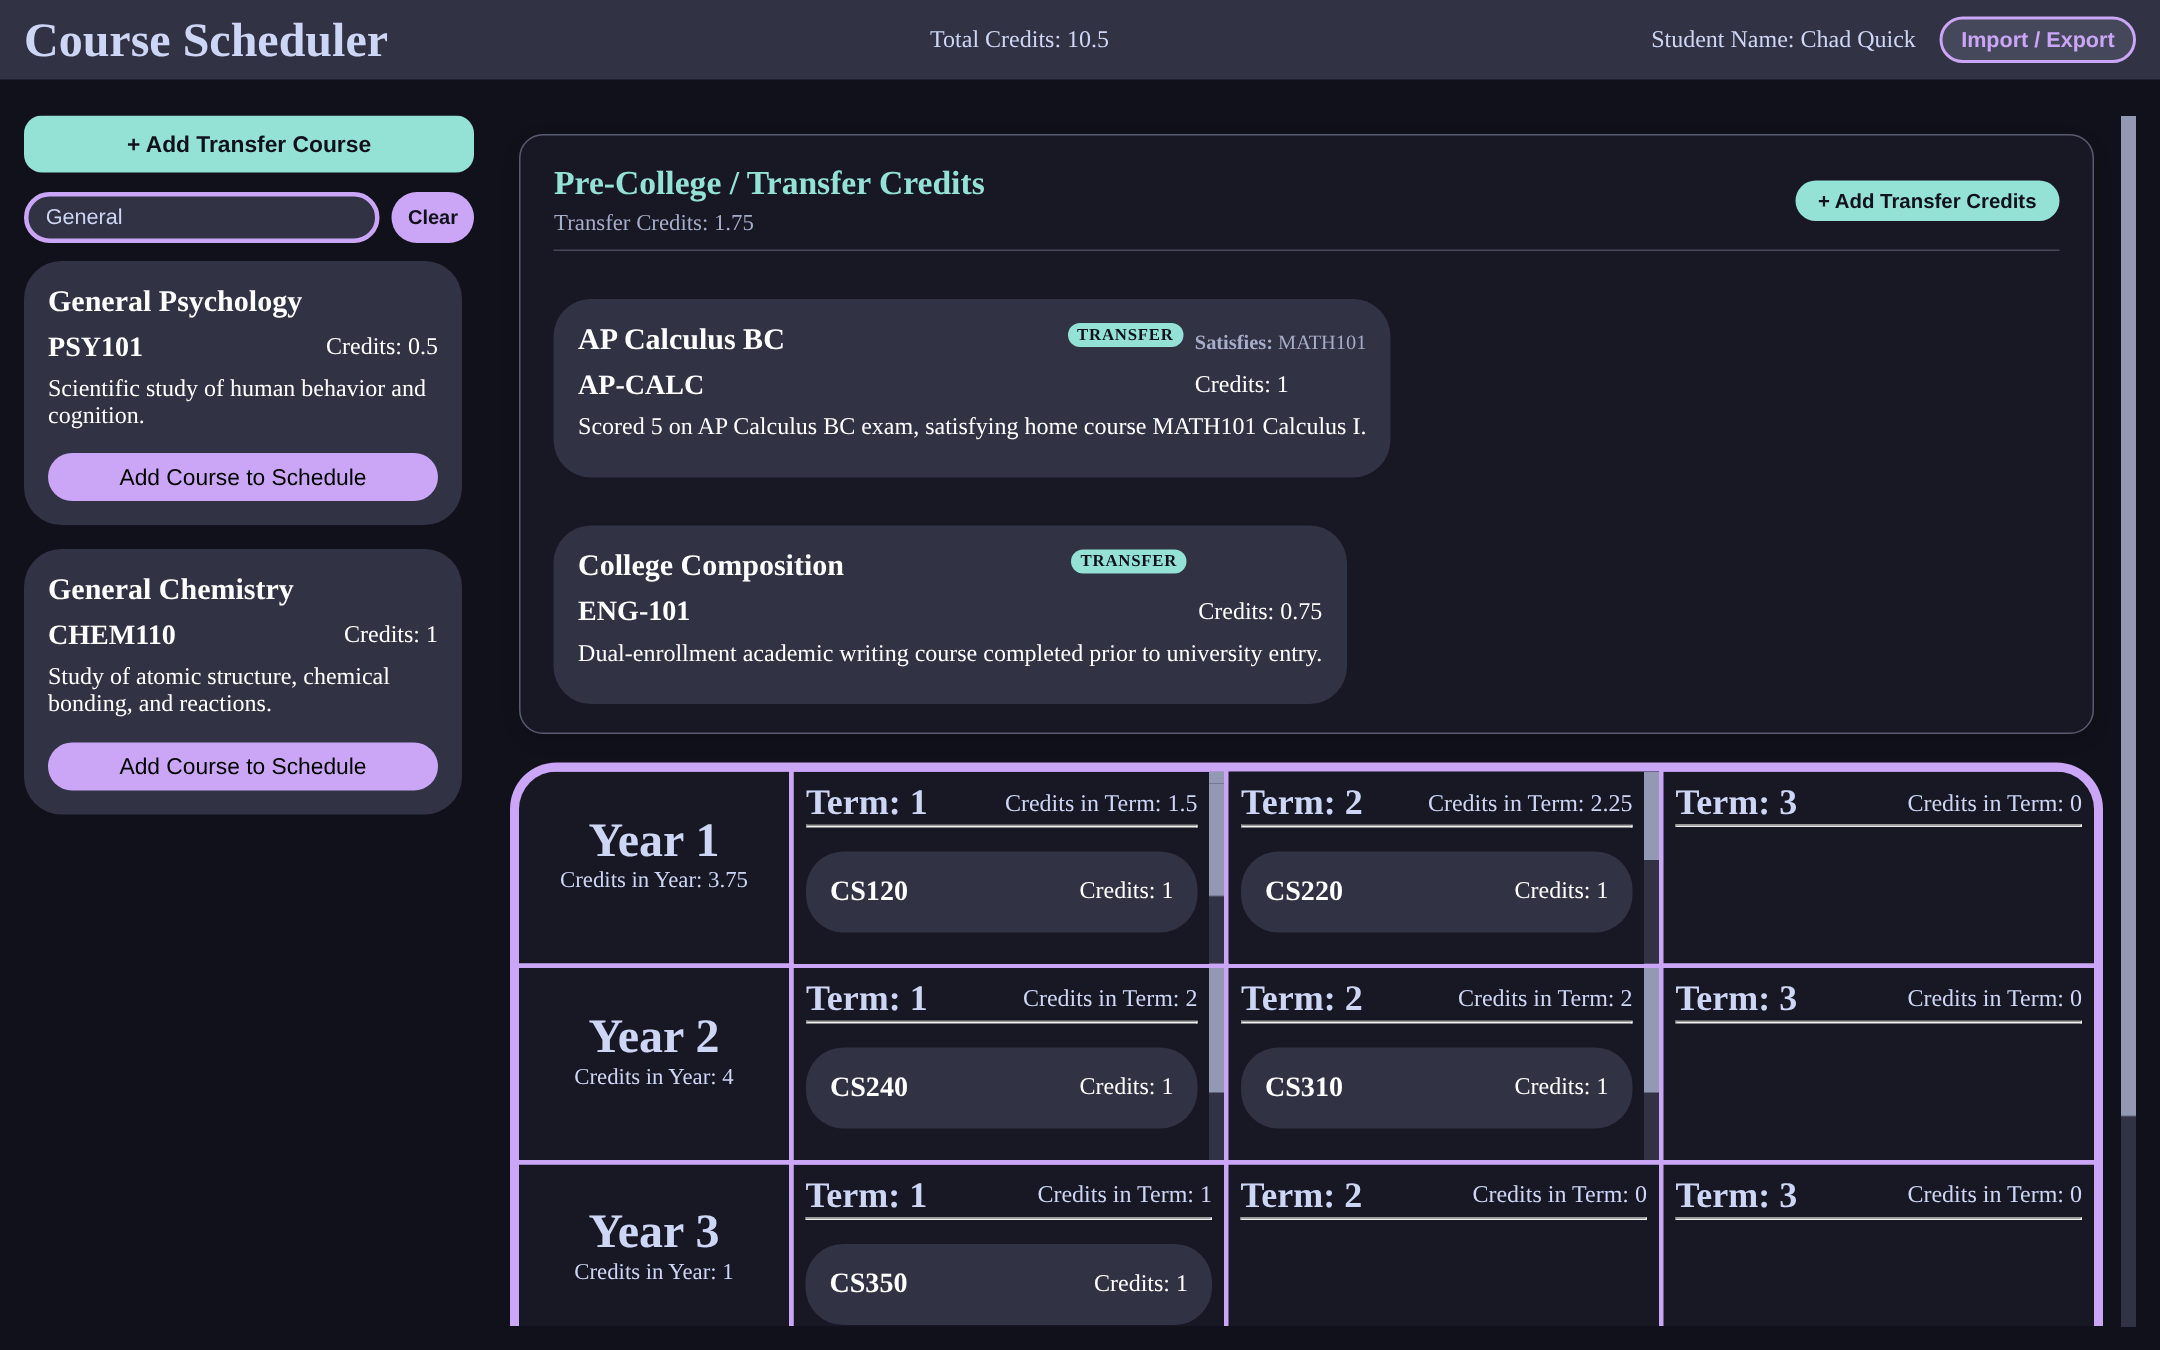 Course Scheduler
Total Credits: 10.5
Student Name: Chad Quick
Import / Export
+ Add Transfer Course
General
Clear
General Psychology
PSY101
Credits: 0.5
Scientific study of human behavior and
cognition.
Add Course to Schedule
General Chemistry
CHEM110
Credits: 1
Study of atomic structure, chemical
bonding, and reactions.
Add Course to Schedule
Pre-College / Transfer Credits
Transfer Credits: 1.75
+ Add Transfer Credits
AP Calculus BC
TRANSFER
Satisfies: MATH101
AP-CALC
Credits: 1
Scored 5 on AP Calculus BC exam, satisfying home course MATH101 Calculus I.
College Composition
TRANSFER
ENG-101
Credits: 0.75
Dual-enrollment academic writing course completed prior to university entry.
Year 1
Credits in Year: 3.75
Term: 1
Credits in Term: 1.5
CS120
Credits: 1
Term: 2
Credits in Term: 2.25
CS220
Credits: 1
Term: 3
Credits in Term: 0
Year 2
Credits in Year: 4
Term: 1
Credits in Term: 2
CS240
Credits: 1
Term: 2
Credits in Term: 2
CS310
Credits: 1
Term: 3
Credits in Term: 0
Year 3
Credits in Year: 1
Term: 1
Credits in Term: 1
CS350
Credits: 1
Term: 2
Credits in Term: 0
Term: 3
Credits in Term: 0